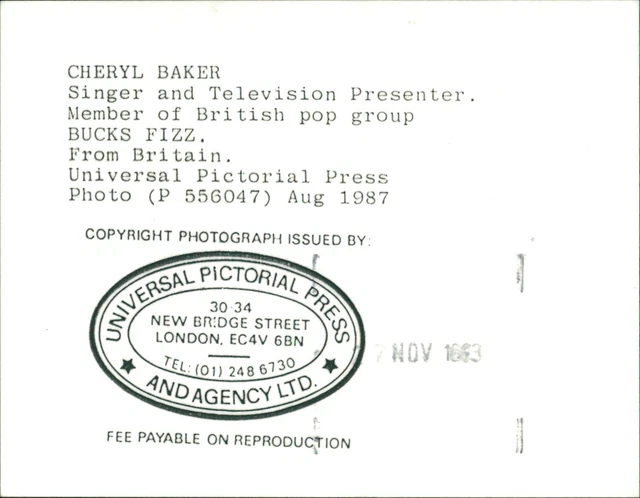 CHERYL BAKER
Singer and Television Presenter.
Member of British pop group
BUCKS FIZZ.
From Britain.
Universal Pictorial Press
Photo (P 556047) Aug 1987
COPYRIGHT PHOTOGRAPH ISSUED BY:
UNIVERSAL PICTORIAL PRESS
30-34
NEW BRIDGE STREET
LONDON, EC4V 6BN
TEL: (01) 248 6730
AND AGENCY LTD.
NOV
FEE PAYABLE ON REPRODUCTION